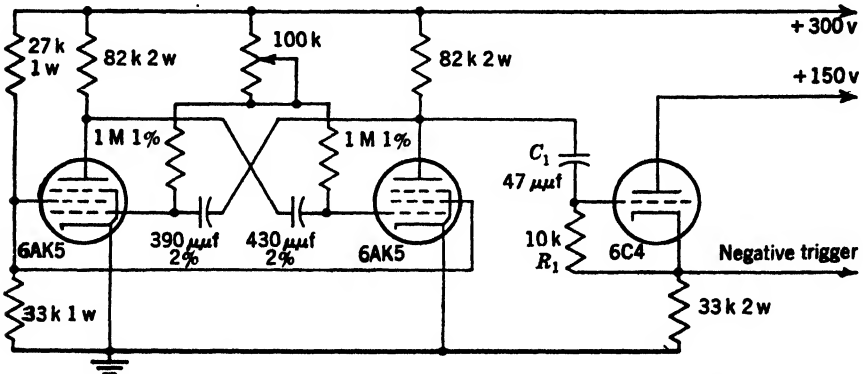 +300 v
27 k
1 w
82 k 2 w
100 k
82 k 2 w
+150 v
1 M 1%
1 M 1%
C₁
47 μμf
6AK5
390 μμf
2%
430 μμf
2%
6AK5
10 k
R₁
6C4
Negative trigger
33 k 1 w
33 k 2 w